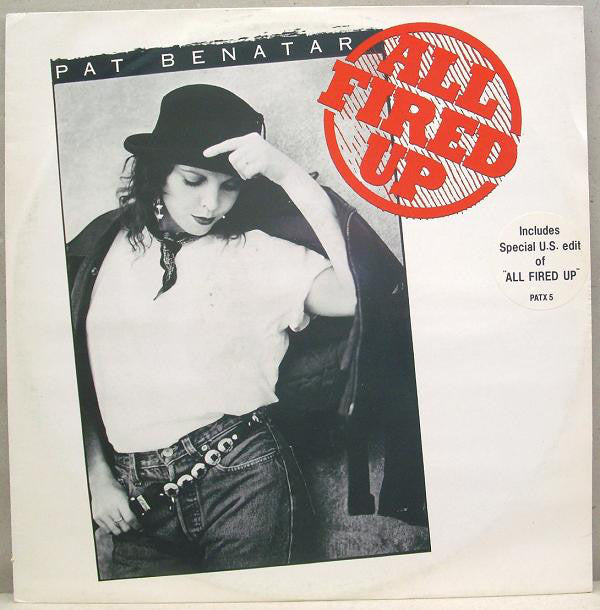 PAT BENATAR
ALL
FIRED
UP
Includes
Special U.S. edit
of
"ALL FIRED UP"
PATX 5